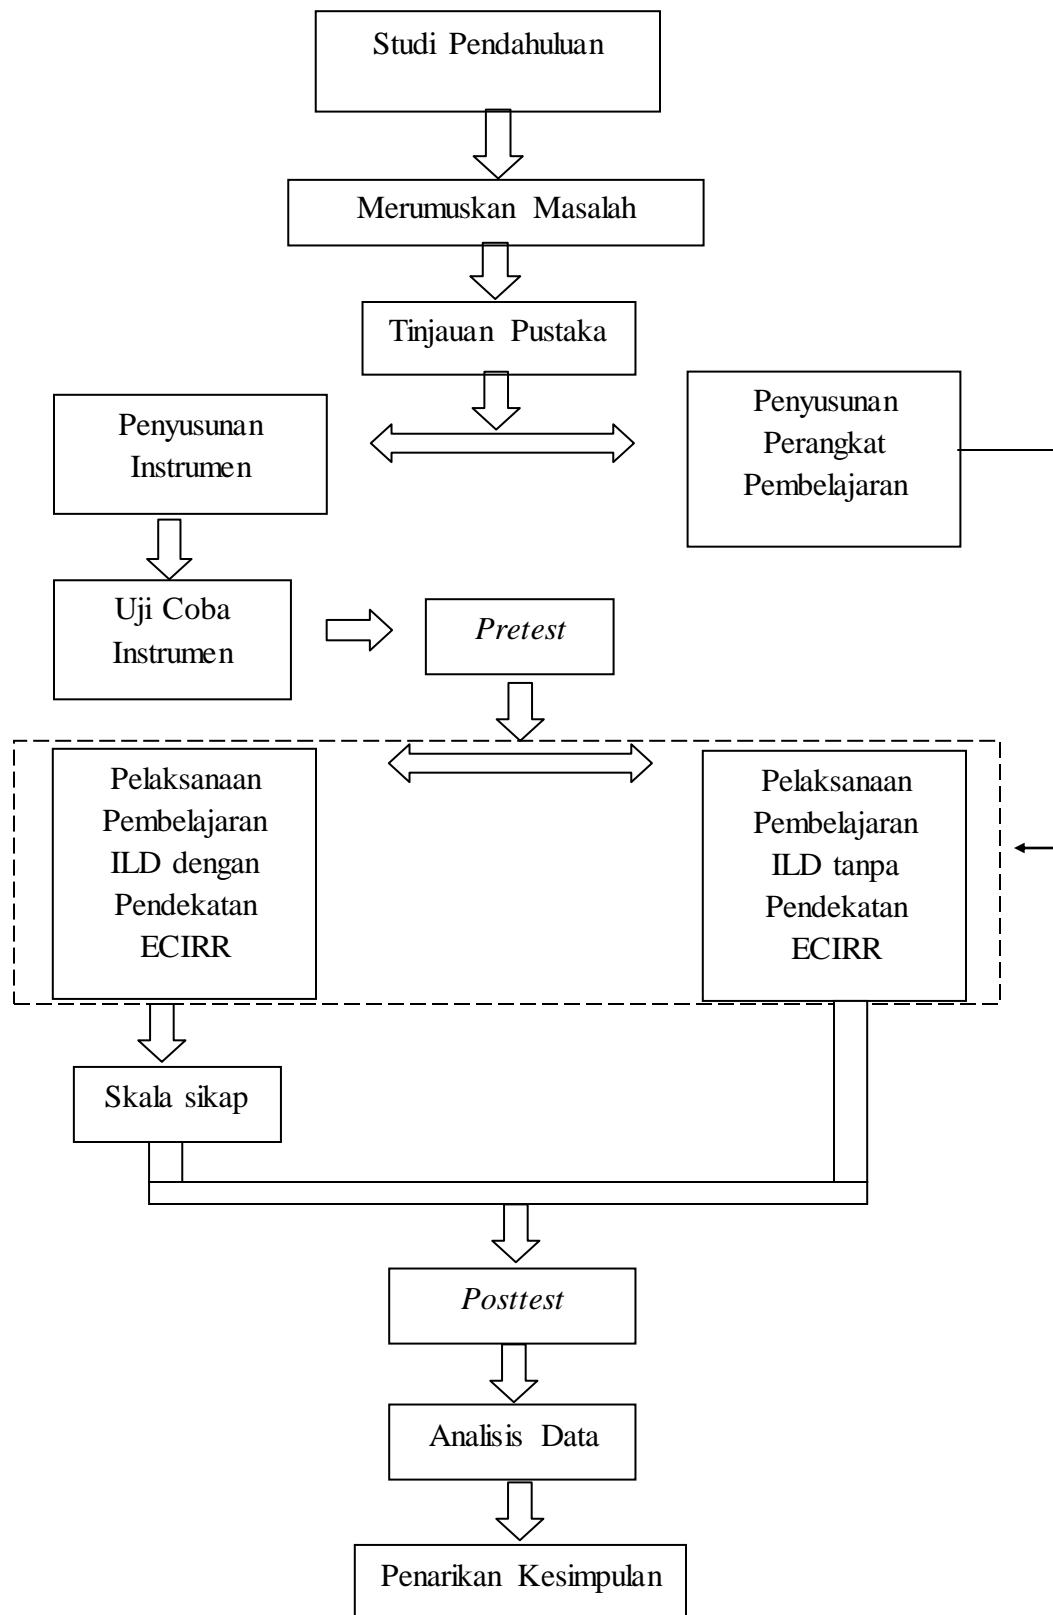 Studi Pendahuluan
Merumuskan Masalah
Tinjauan Pustaka
Penyusunan
Instrumen
Penyusunan
Perangkat
Pembelajaran
Uji Coba
Instrumen
Pretest
Pelaksanaan
Pembelajaran
ILD dengan
Pendekatan
ECIRR
Pelaksanaan
Pembelajaran
ILD tanpa
Pendekatan
ECIRR
Skala sikap
Posttest
Analisis Data
Penarikan Kesimpulan